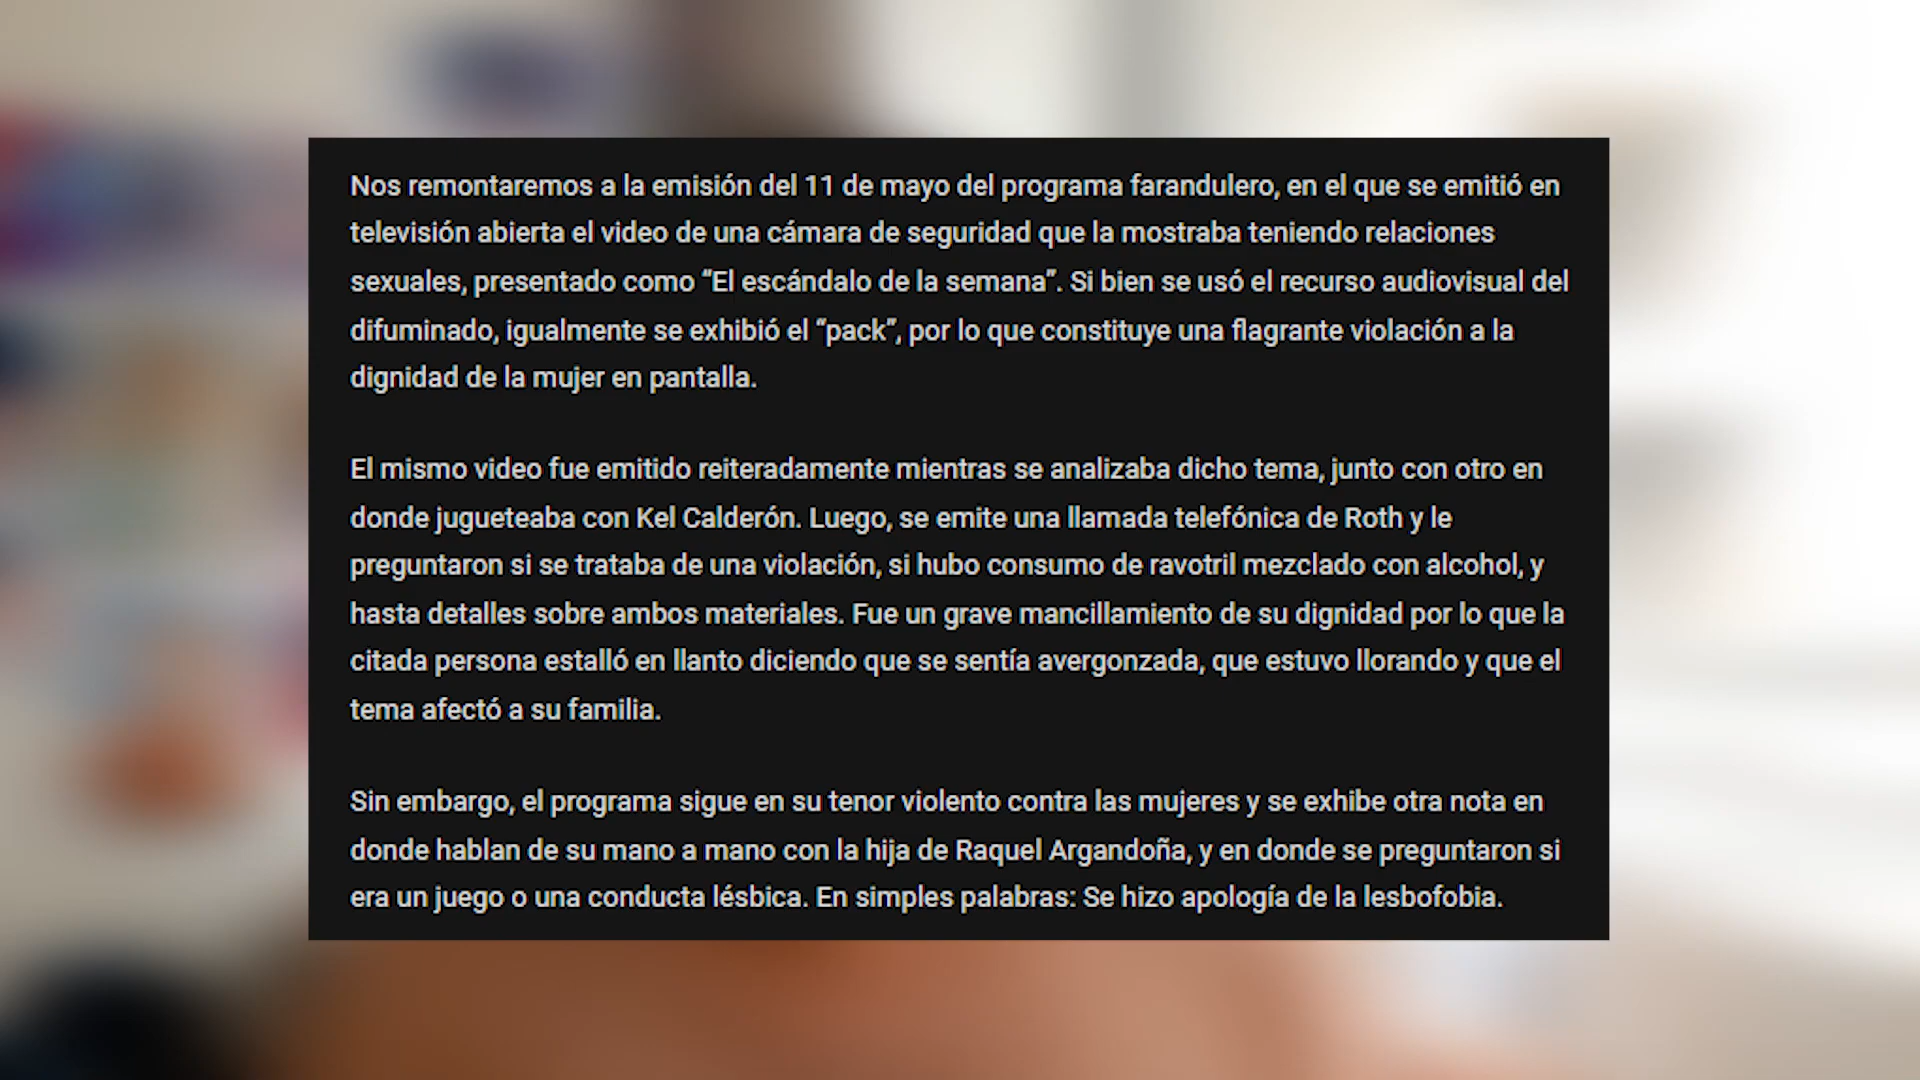 Nos remontaremos a la emisión del 11 de mayo del programa farandulero, en el que se emitió en
televisión abierta el video de una cámara de seguridad que la mostraba teniendo relaciones
sexuales, presentado como “El escándalo de la semana”. Si bien se usó el recurso audiovisual del
difuminado, igualmente se exhibió el “pack”, por lo que constituye una flagrante violación a la
dignidad de la mujer en pantalla.
El mismo video fue emitido reiteradamente mientras se analizaba dicho tema, junto con otro en
donde jugueteaba con Kel Calderón. Luego, se emite una llamada telefónica de Roth y le
preguntaron si se trataba de una violación, si hubo consumo de ravotril mezclado con alcohol, y
hasta detalles sobre ambos materiales. Fue un grave mancillamiento de su dignidad por lo que la
citada persona estalló en llanto diciendo que se sentía avergonzada, que estuvo llorando y que el
tema afectó a su familia.
Sin embargo, el programa sigue en su tenor violento contra las mujeres y se exhibe otra nota en
donde hablan de su mano a mano con la hija de Raquel Argandoña, y en donde se preguntaron si
era un juego o una conducta lésbica. En simples palabras: Se hizo apología de la lesbofobia.